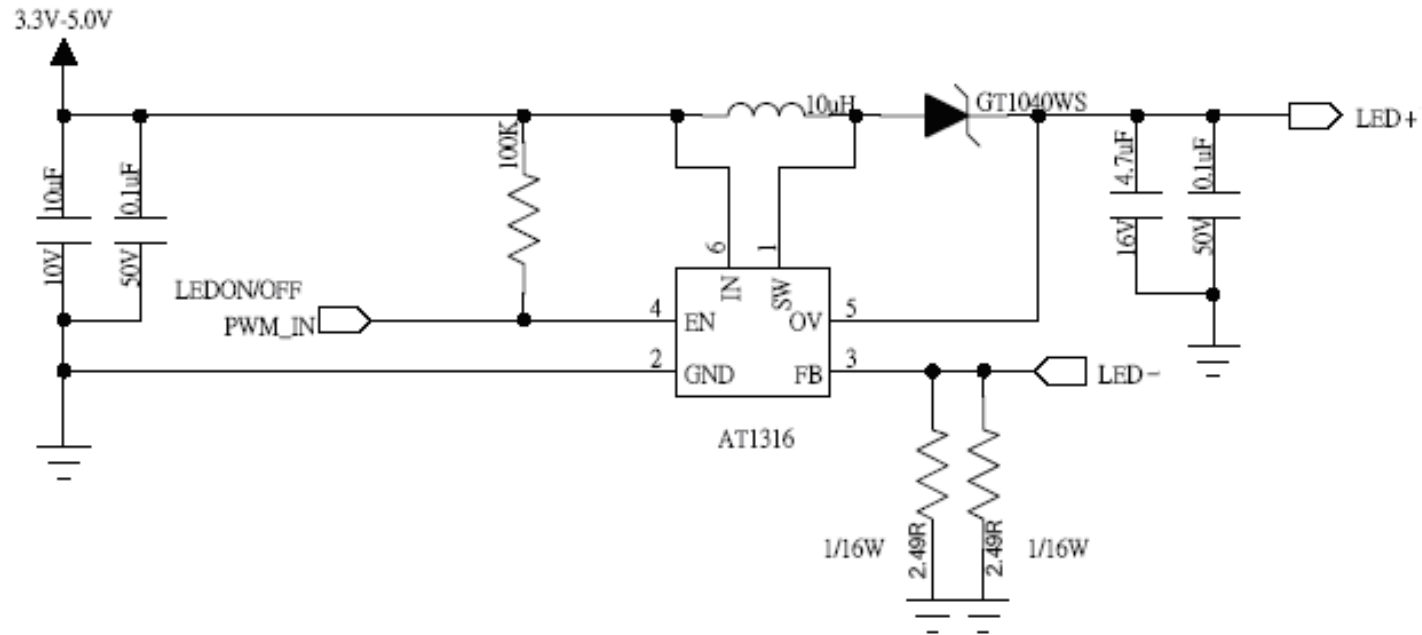 3.3V-5.0V
10uH
GT1040WS
LED+
100K
10uF
0.1uF
4.7uF
0.1uF
10V
50V
16V
50V
6
1
IN
SW
LEDON/OFF
PWM_IN
4
EN
OV
5
2
GND
FB
3
LED-
AT1316
1/16W
2.49R
2.49R
1/16W